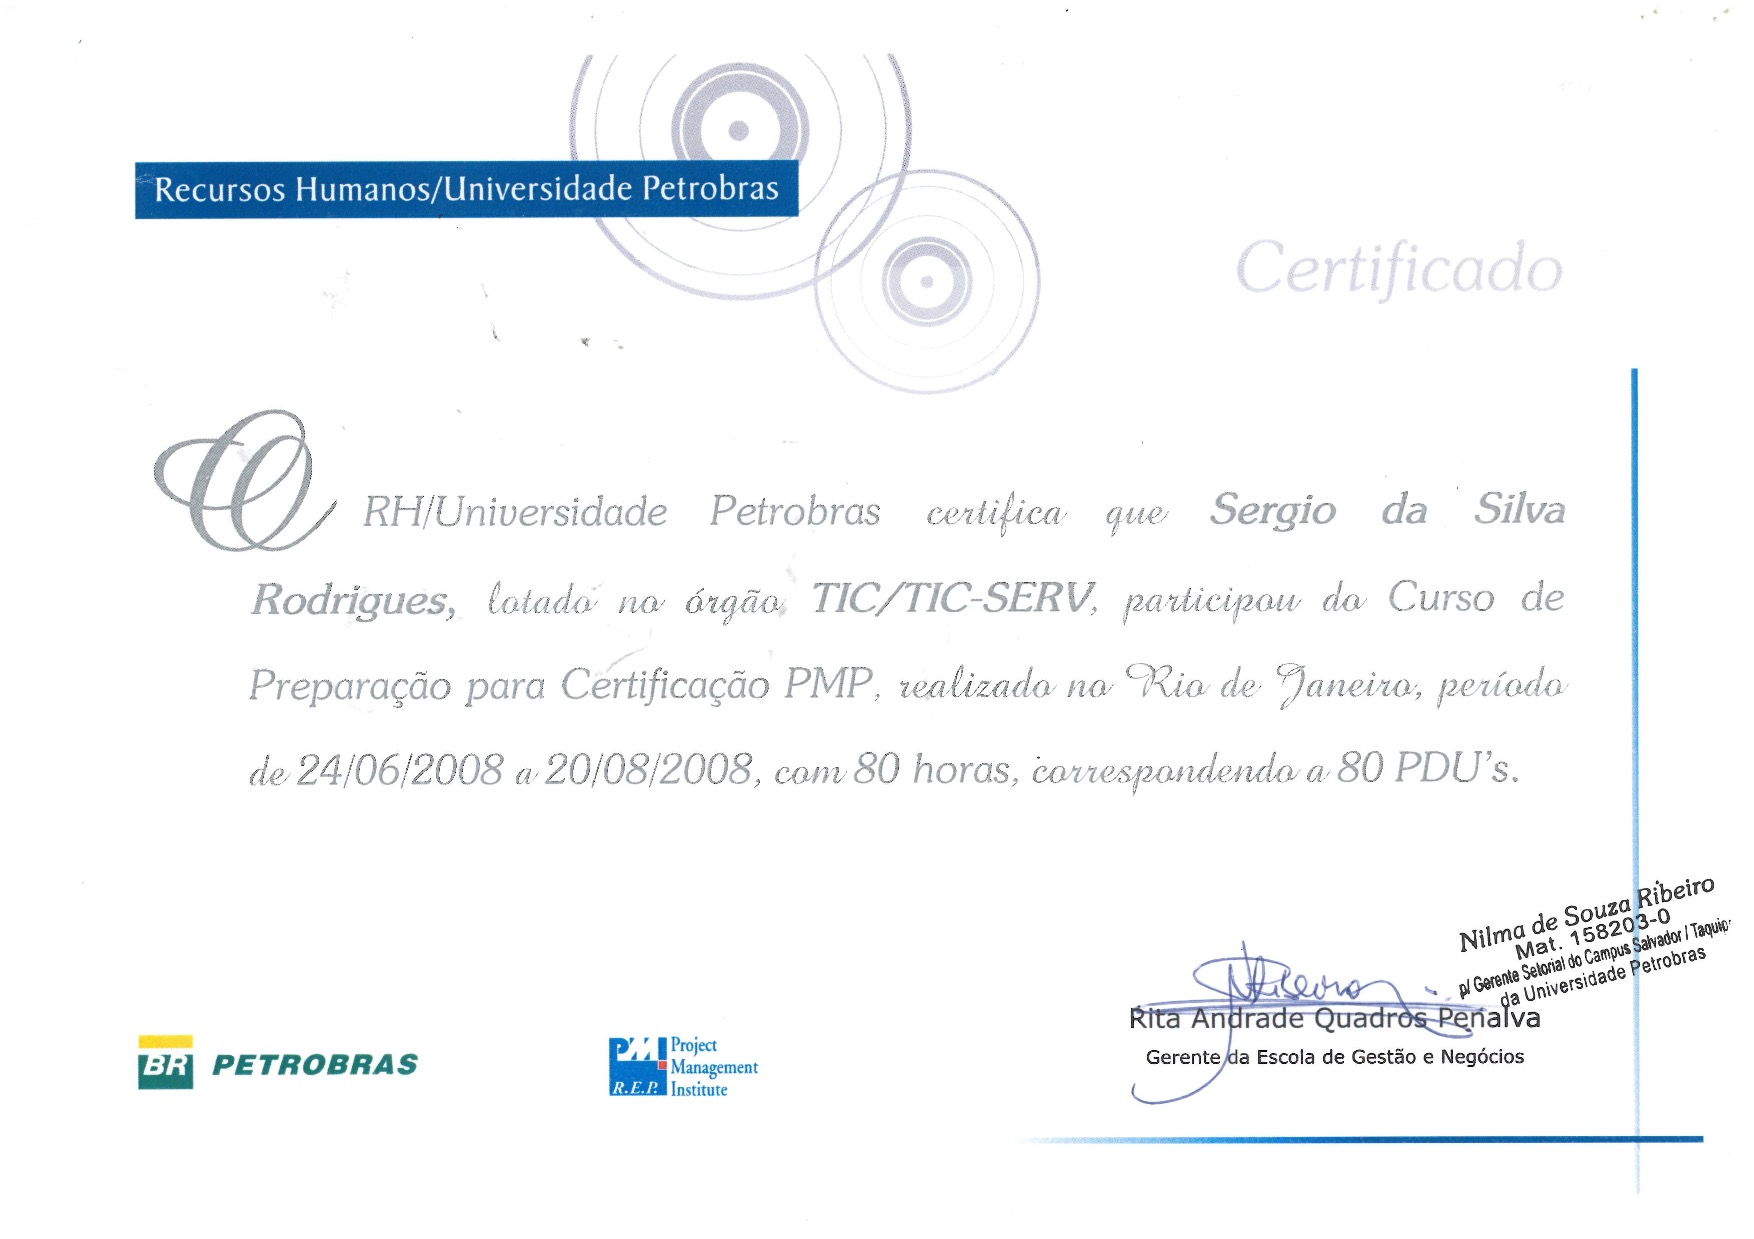 Recursos Humanos/Universidade Petrobras
Certificado
O RH/Universidade Petrobras certifica que Sergio da Silva
Rodrigues, lotado no órgão TIC/TIC-SERV, participou do Curso de
Preparação para Certificação PMP, realizado no Rio de Janeiro, período
de 24/06/2008 a 20/08/2008, com 80 horas, correspondendo a 80 PDU's.
Nilma de Souza Ribeiro
Mat. 158203-0
p/ Gerente Setorial do Campus Salvador / Taquip
da Universidade Petrobras
NRibeiro
Rita Andrade Quadros Penalva
Gerente da Escola de Gestão e Negócios
BR PETROBRAS
PMI Project
Management
R.E.P. Institute